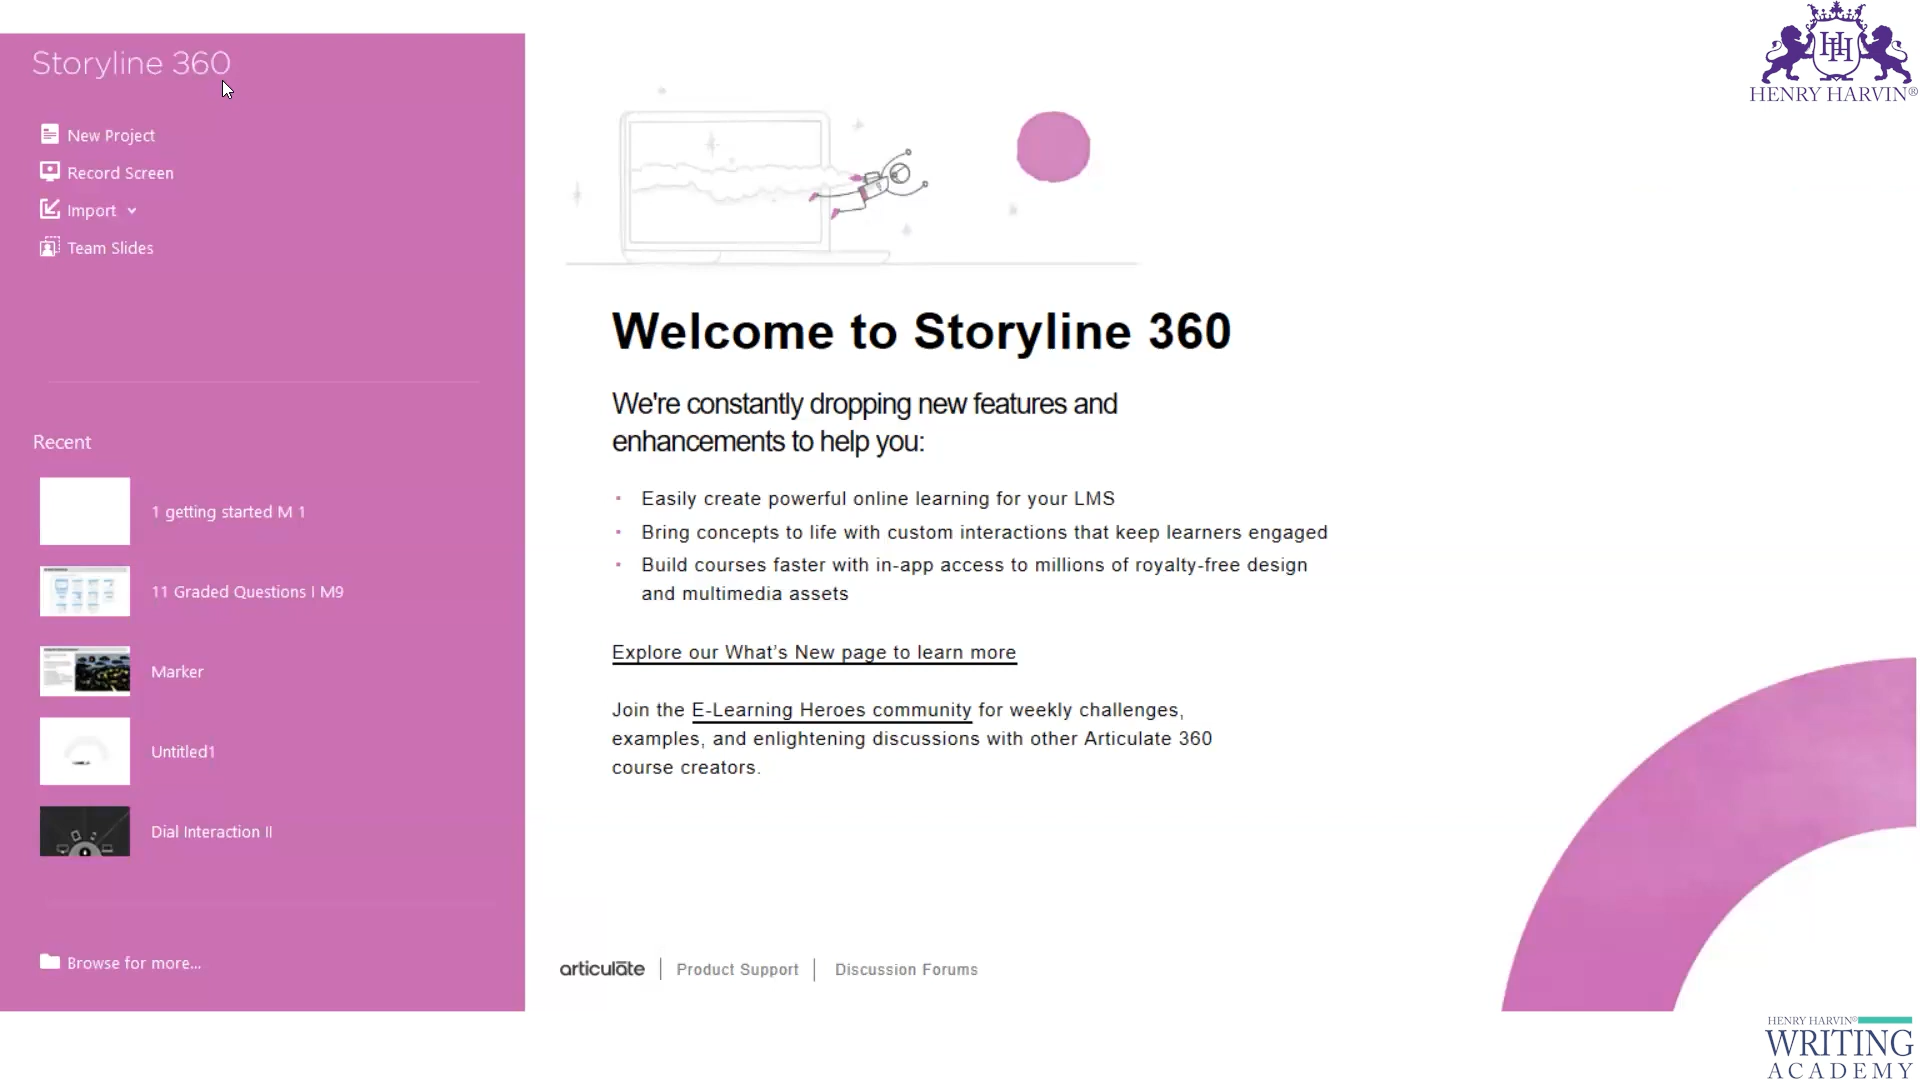 Storyline 360
New Project
Record Screen
Import
Team Slides
Recent
1 getting started M 1
11 Graded Questions I M9
Marker
Untitled1
Dial Interaction II
Browse for more...
Welcome to Storyline 360
We're constantly dropping new features and
enhancements to help you:
Easily create powerful online learning for your LMS
Bring concepts to life with custom interactions that keep learners engaged
Build courses faster with in-app access to millions of royalty-free design
and multimedia assets
Explore our What’s New page to learn more
Join the E-Learning Heroes community for weekly challenges,
examples, and enlightening discussions with other Articulate 360
course creators.
articulate | Product Support | Discussion Forums
HH
HENRY HARVIN®
HENRY HARVIN®
WRITING
ACADEMY